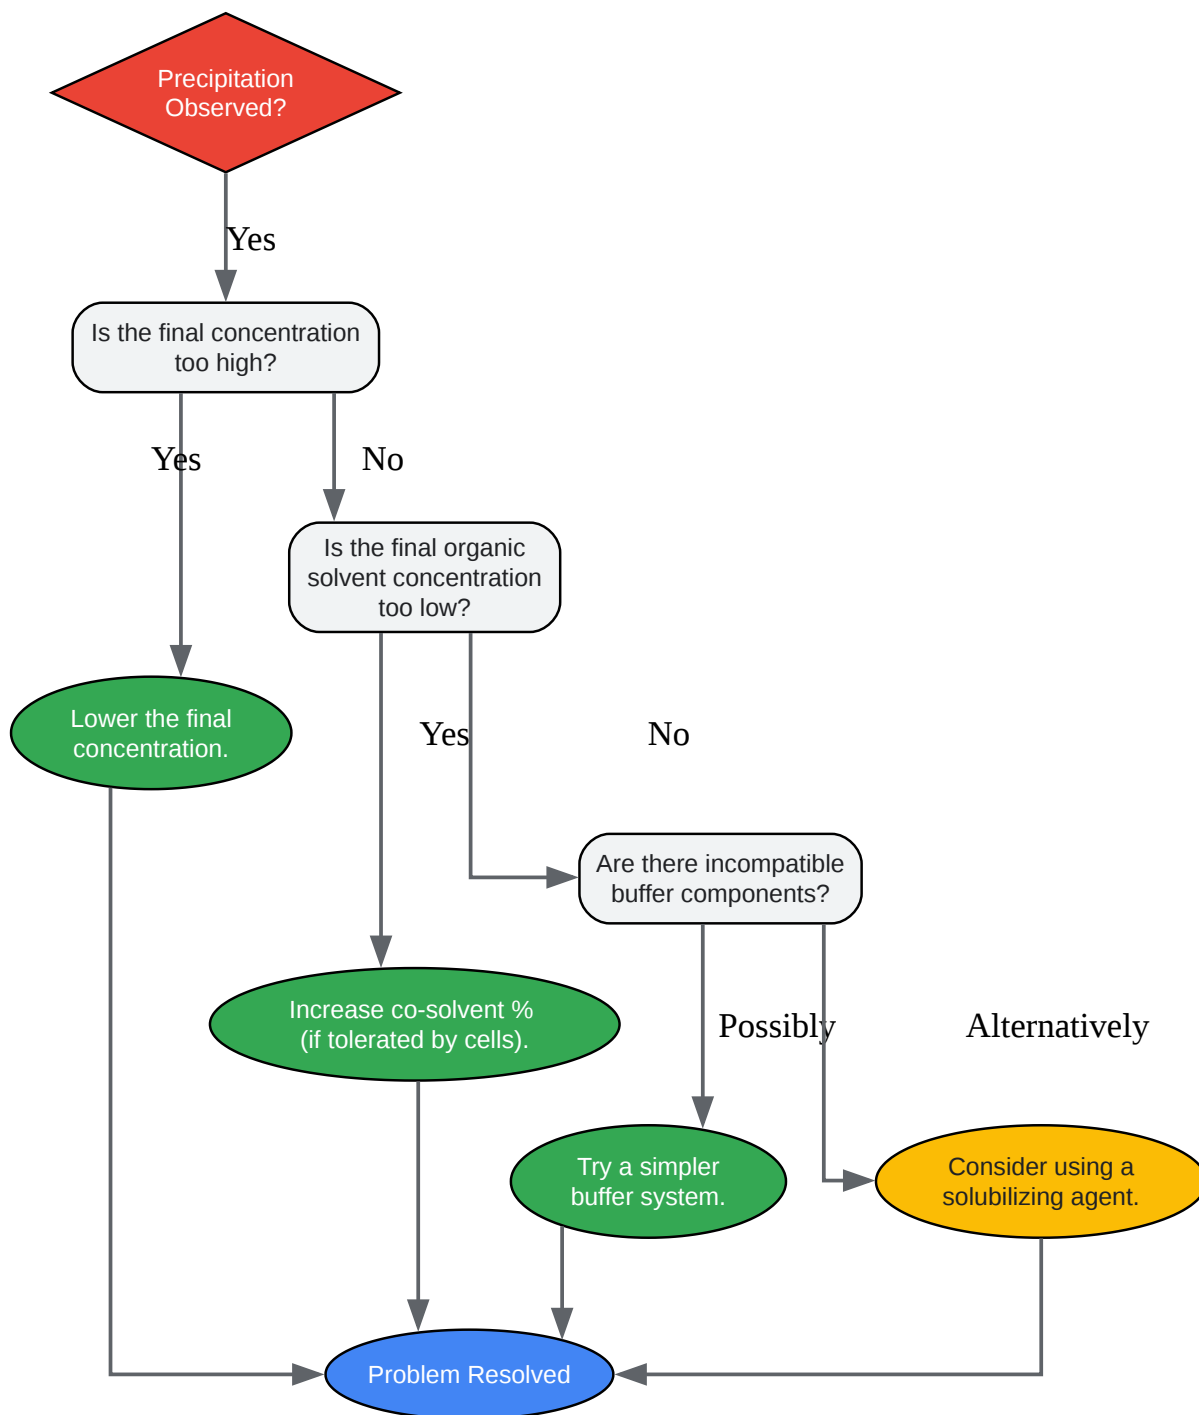 Precipitation
Observed?
Yes
Is the final concentration
too high?
Yes
No
Is the final organic
solvent concentration
too low?
Lower the final
concentration.
Yes
No
Are there incompatible
buffer components?
Increase co-solvent %
(if tolerated by cells).
Possibly
Alternatively
Try a simpler
buffer system.
Consider using a
solubilizing agent.
Problem Resolved